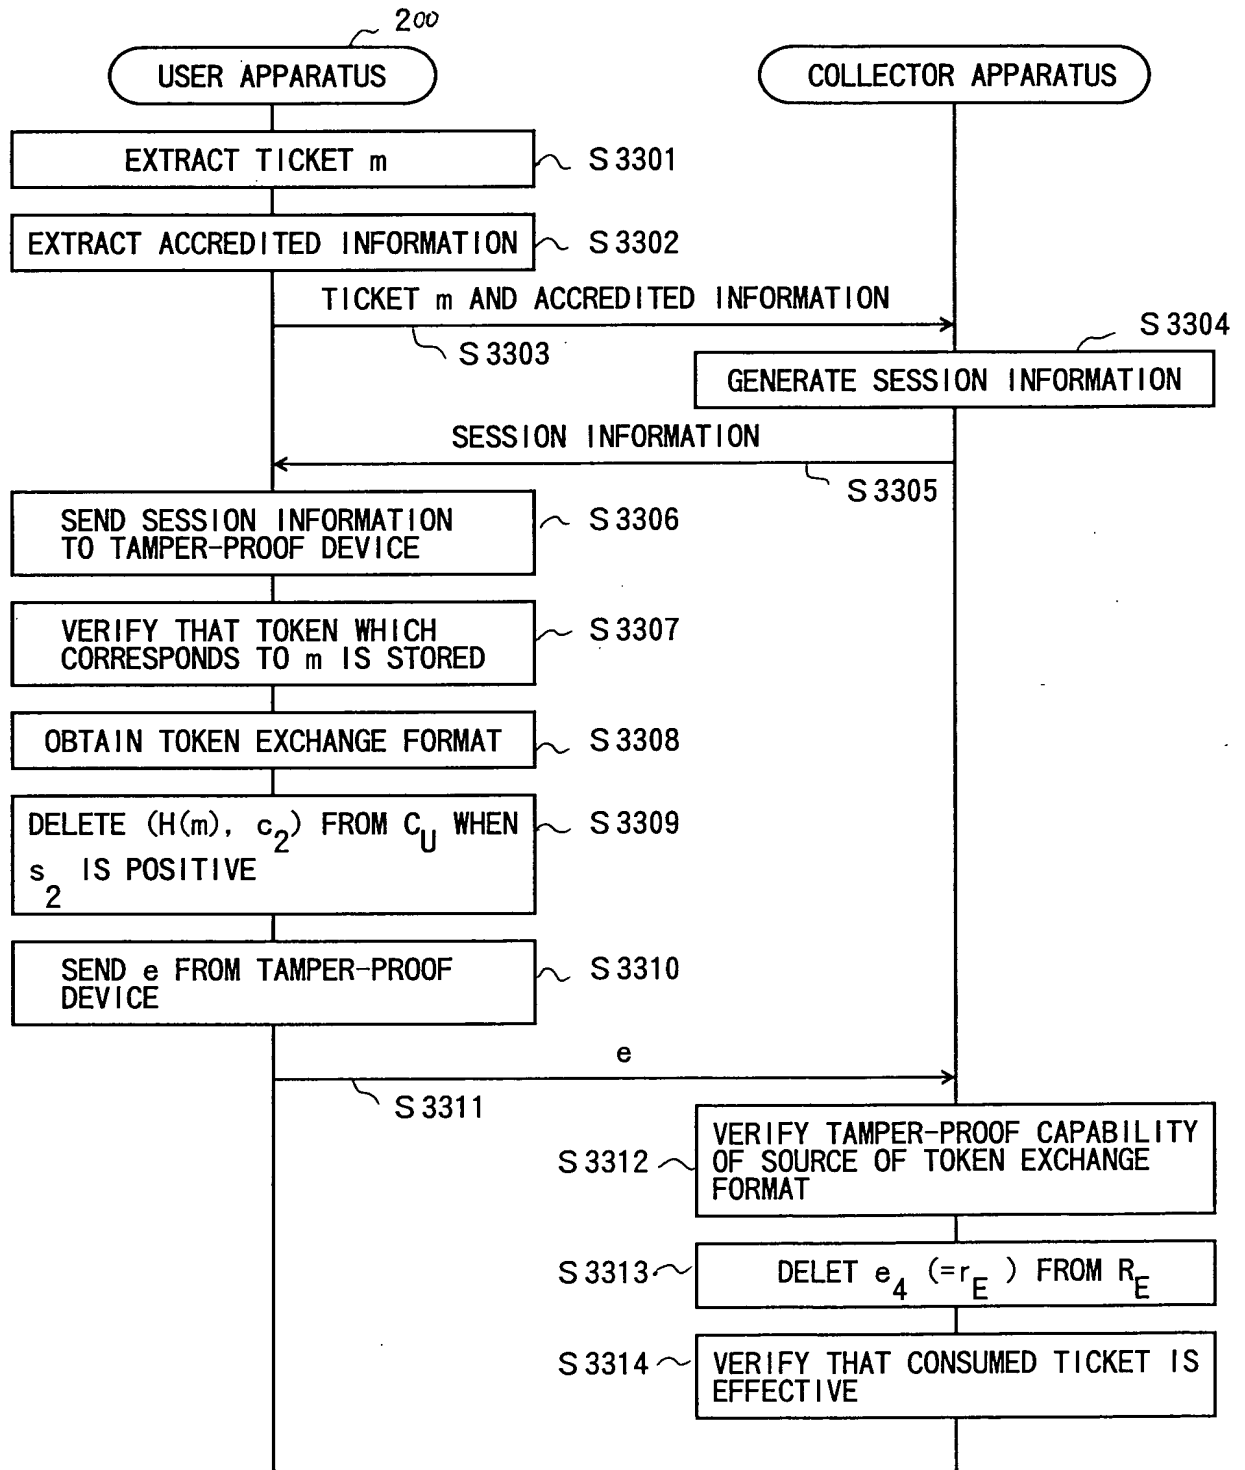 200
USER APPARATUS
COLLECTOR APPARATUS
EXTRACT TICKET m
S3301
EXTRACT ACCREDITED INFORMATION
S3302
TICKET m AND ACCREDITED INFORMATION
S3303
S3304
GENERATE SESSION INFORMATION
SESSION INFORMATION
S3305
SEND SESSION INFORMATION
TO TAMPER-PROOF DEVICE
S3306
VERIFY THAT TOKEN WHICH
CORRESPONDS TO m IS STORED
S3307
OBTAIN TOKEN EXCHANGE FORMAT
S3308
DELETE (H(m), c₂) FROM C_U WHEN
s₂ IS POSITIVE
S3309
SEND e FROM TAMPER-PROOF
DEVICE
S3310
e
S3311
VERIFY TAMPER-PROOF CAPABILITY
OF SOURCE OF TOKEN EXCHANGE
FORMAT
S3312
DELET e₄ (=r_E) FROM R_E
S3313
VERIFY THAT CONSUMED TICKET IS
EFFECTIVE
S3314